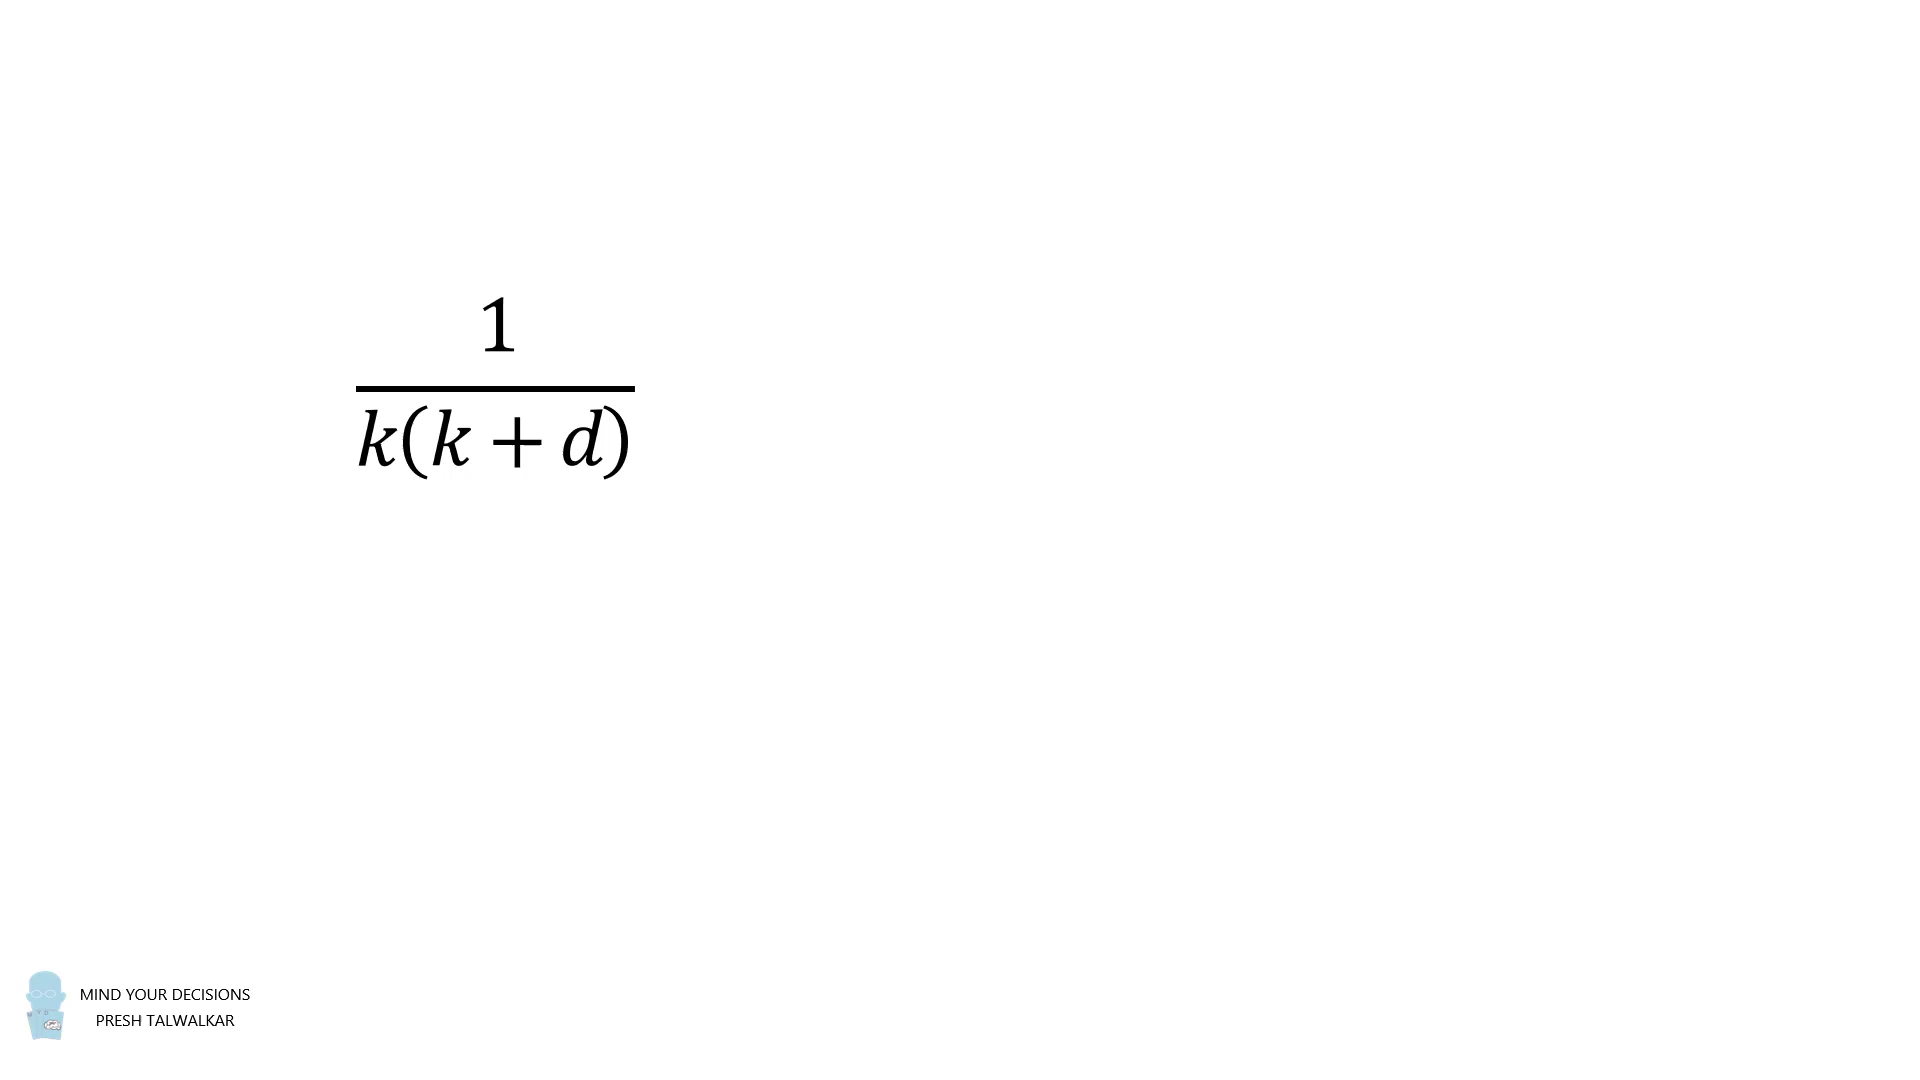 1
k(k + d)
MIND YOUR DECISIONS
PRESH TALWALKAR